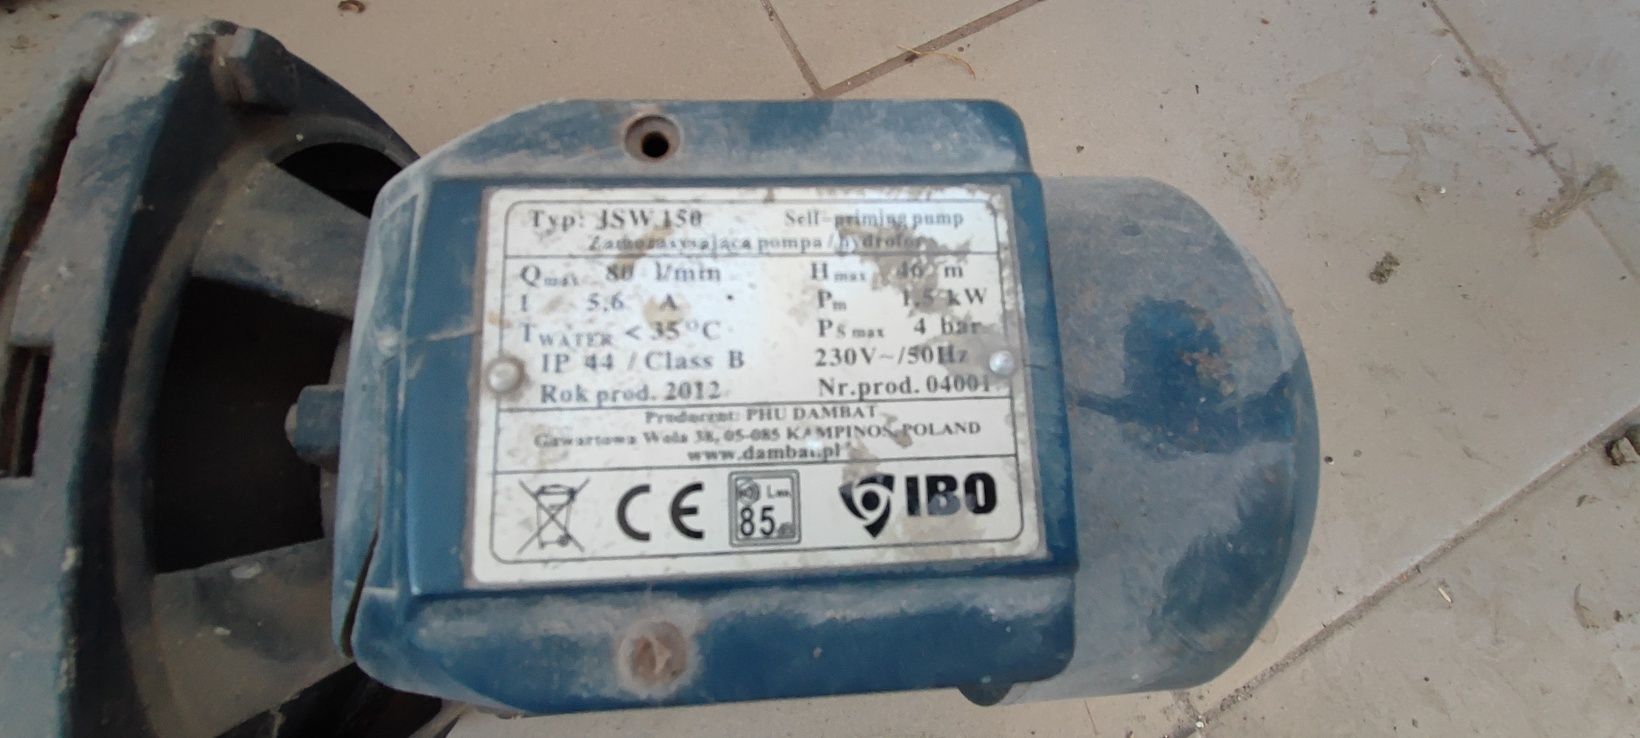 Typ: JSW 150 Self-priming pump
Zamozasysająca pompa / hydrofor
Qmax 80 l/min Hmax 46 m
I 5,6 A Pm 1,5 kW
TWATER < 35°C PSmax 4 bar
IP 44 / Class B 230V~/50Hz
Rok prod. 2012 Nr.prod. 04001
Producent: PHU DAMBAT
Gawartowa Wola 38, 05-085 KAMPINOS, POLAND
www.dambat.pl
CE
85 dB
IBO